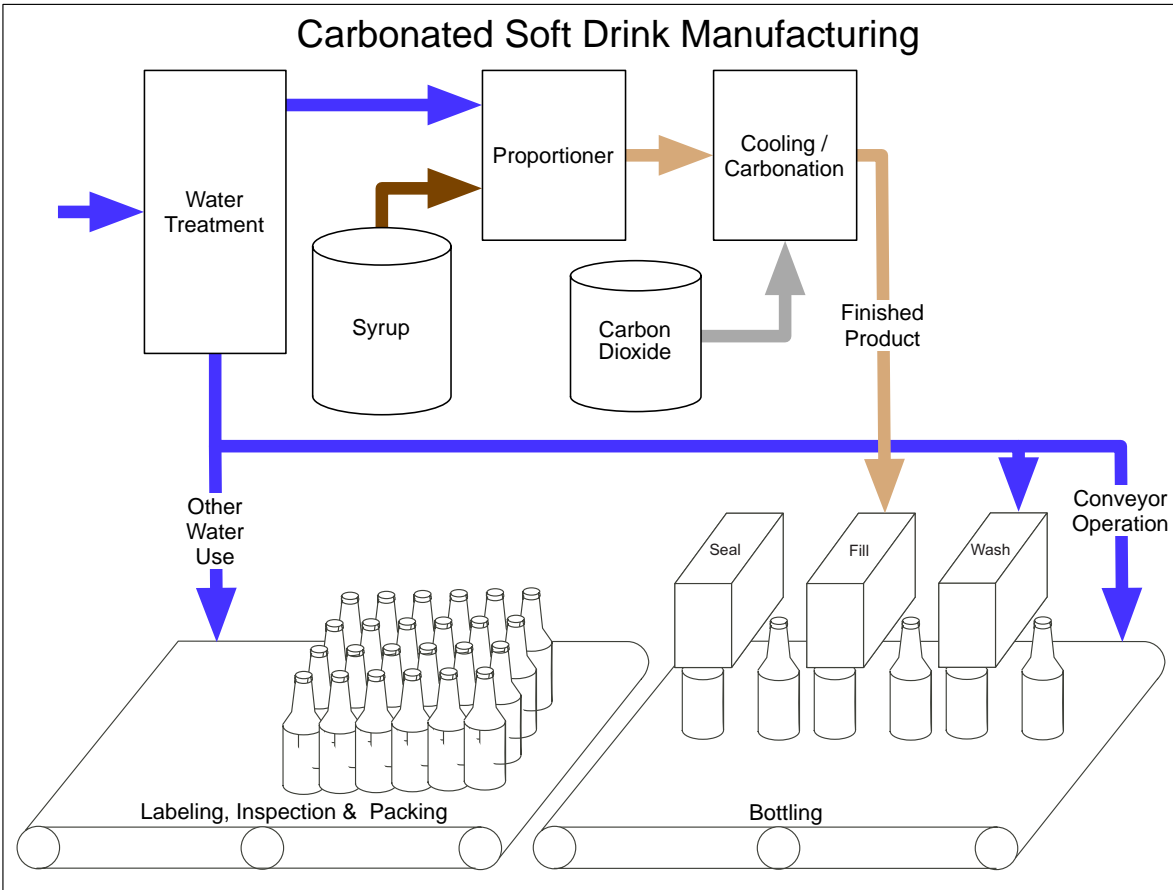 Carbonated Soft Drink Manufacturing
Water
Treatment
Proportioner
Cooling /
Carbonation
Syrup
Carbon
Dioxide
Finished
Product
Other
Water
Use
Conveyor
Operation
Seal
Fill
Wash
Labeling, Inspection & Packing
Bottling